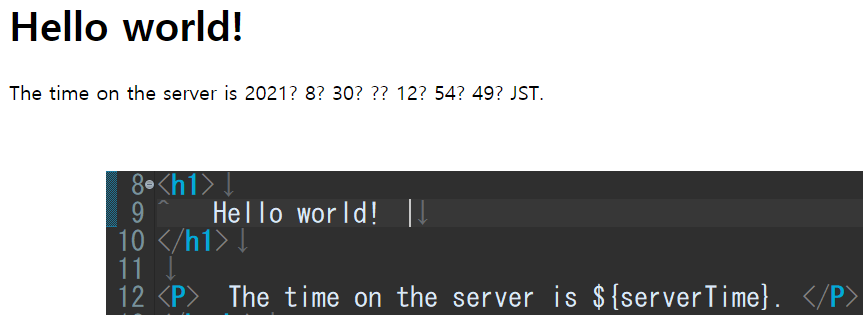 Hello world!
The time on the server is 2021? 8? 30? ?? 12? 54? 49? JST.
8 <h1>↓
9 ^ Hello world! ↓
10 </h1>↓
11 ↓
12 <P>  The time on the server is ${serverTime}. </P>